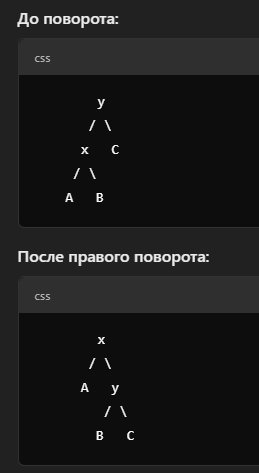 До поворота:
css
y
/ \
x   C
/ \
A   B
После правого поворота:
css
x
/ \
A   y
/ \
B   C